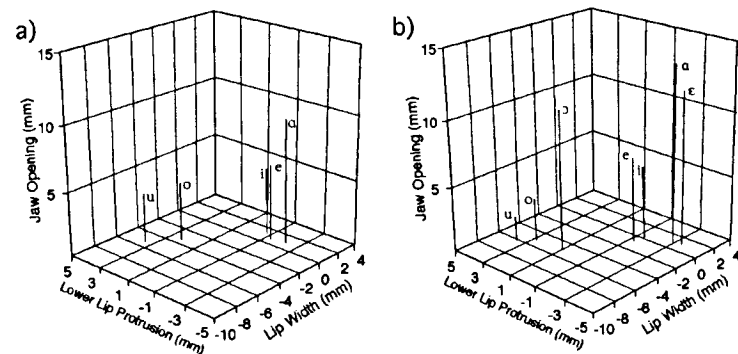 a)
15
10
5
Jaw Opening (mm)
u
o
i
e
ɑ
5
3
1
-1
-3
-5
Lower Lip Protrusion (mm)
-10
-8
-6
-4
-2
0
2
4
Lip Width (mm)
b)
15
10
5
Jaw Opening (mm)
u
o
ɔ
e
i
ɑ
ε
5
3
1
-1
-3
-5
Lower Lip Protrusion (mm)
-10
-8
-6
-4
-2
0
2
4
Lip Width (mm)